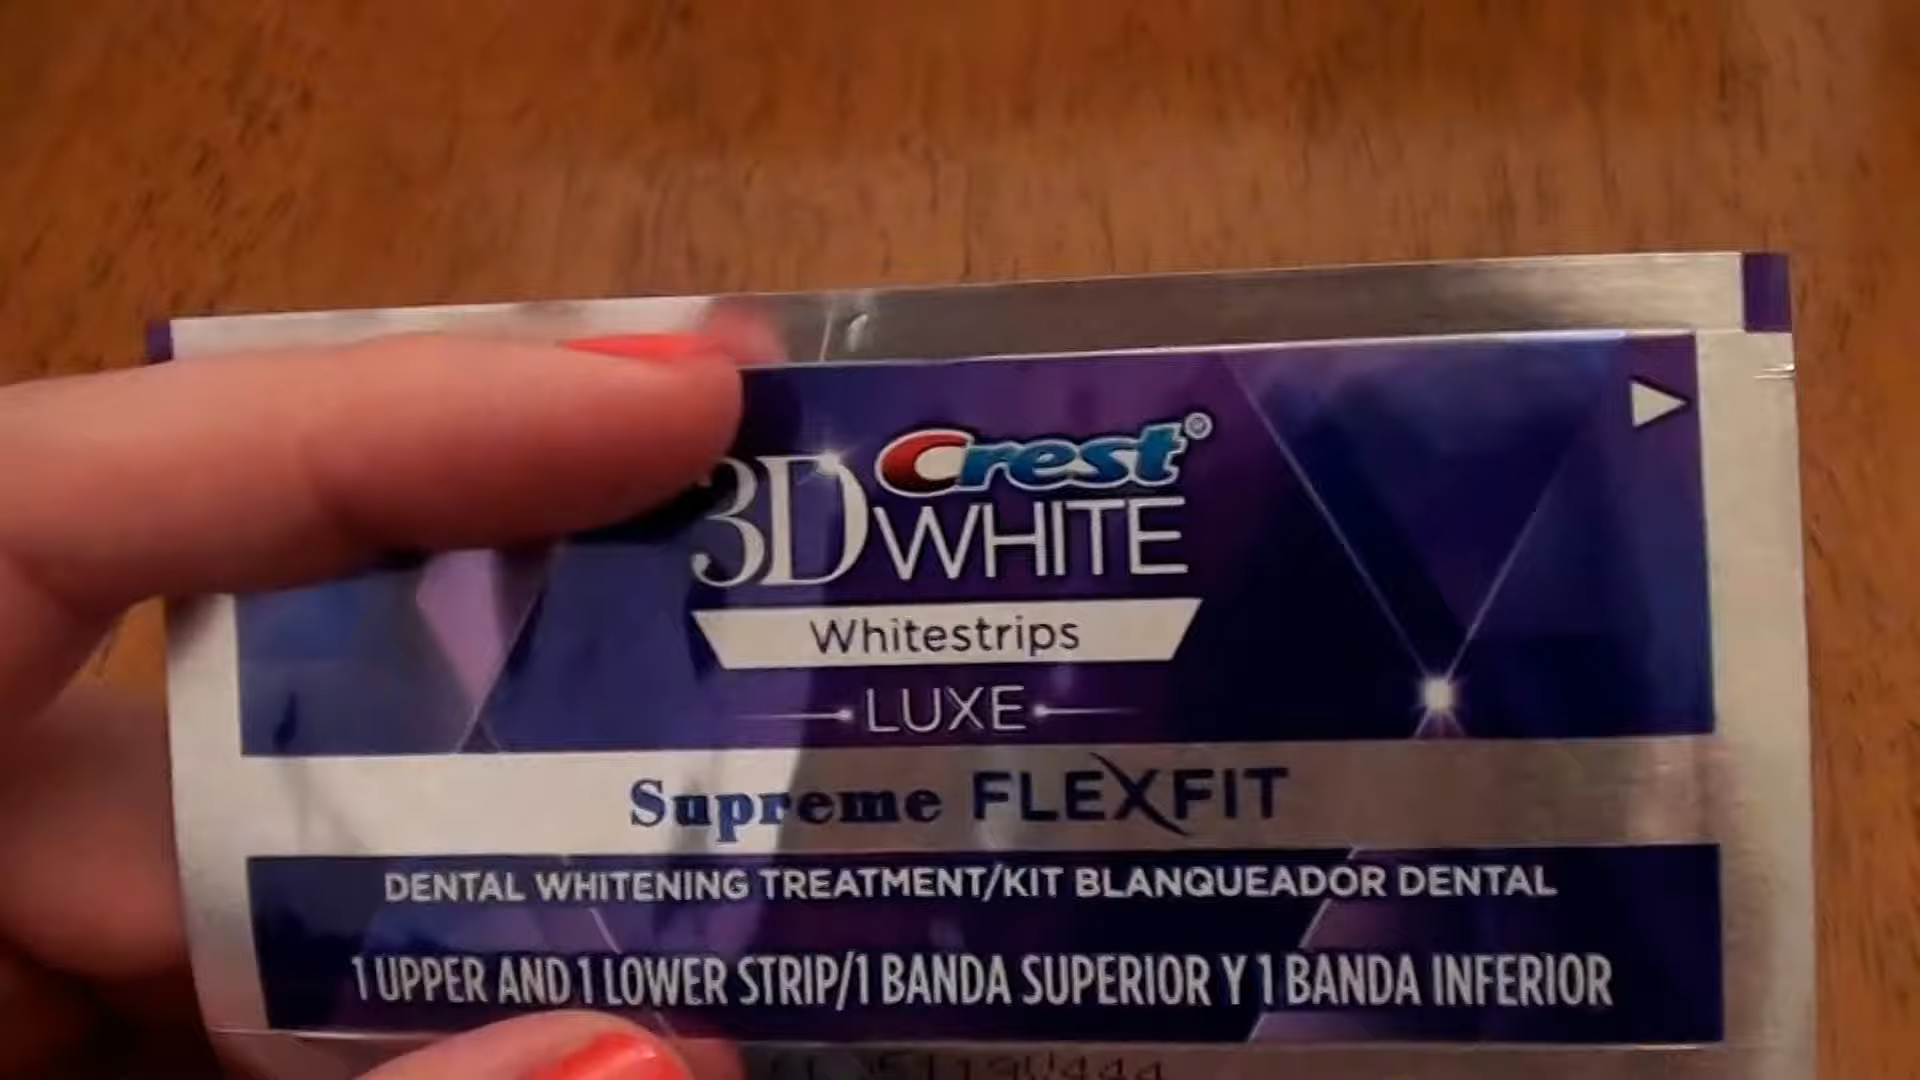 Crest®
3D WHITE
Whitestrips
LUXE
Supreme FLEXFIT
DENTAL WHITENING TREATMENT/KIT BLANQUEADOR DENTAL
1 UPPER AND 1 LOWER STRIP/1 BANDA SUPERIOR Y 1 BANDA INFERIOR